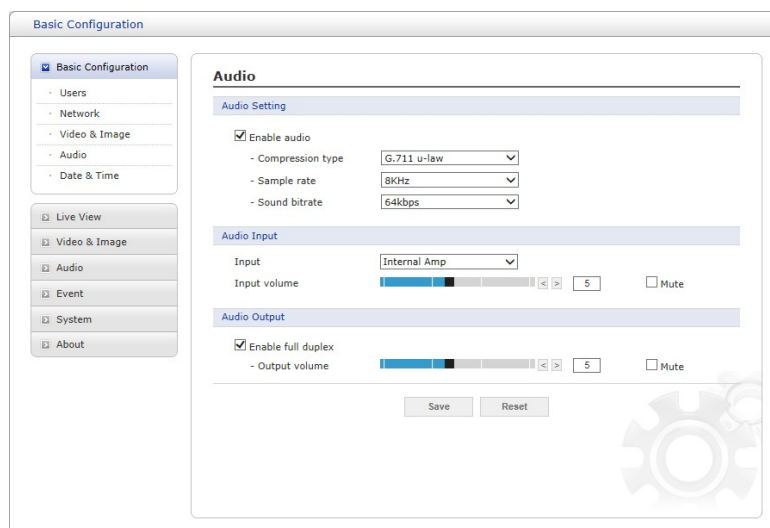 Basic Configuration
Basic Configuration
· Users
· Network
· Video & Image
· Audio
· Date & Time
Live View
Video & Image
Audio
Event
System
About
Audio
Audio Setting
Enable audio
- Compression type G.711 u-law
- Sample rate 8KHz
- Sound bitrate 64kbps
Audio Input
Input Internal Amp
Input volume < > 5 Mute
Audio Output
Enable full duplex
- Output volume < > 5 Mute
Save Reset